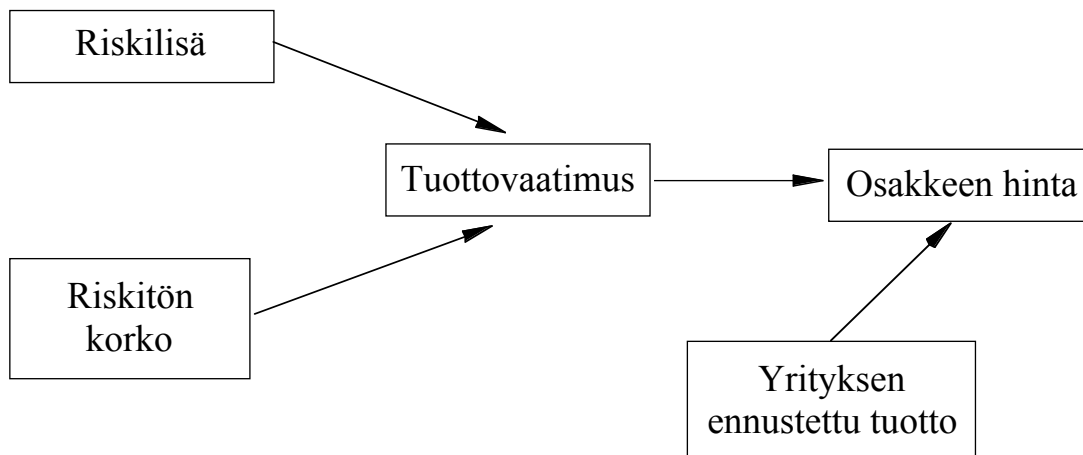 Riskilisä
Tuottovaatimus
Osakkeen hinta
Riskitön
korko
Yrityksen
ennustettu tuotto